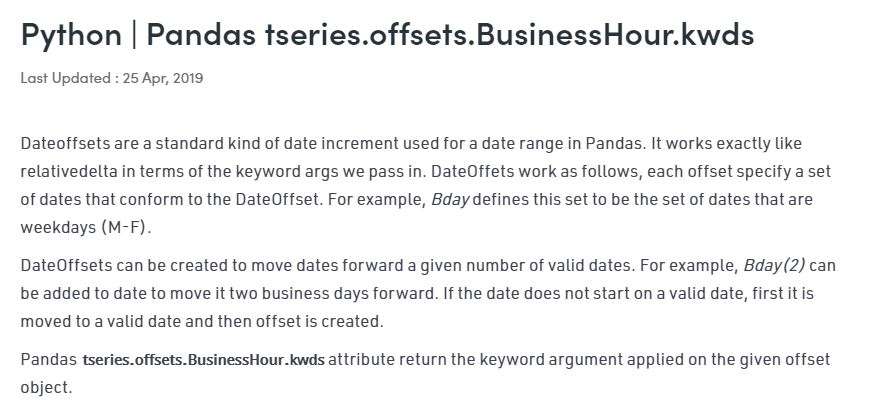 Python | Pandas tseries.offsets.BusinessHour.kwds
Last Updated : 25 Apr, 2019
Dateoffsets are a standard kind of date increment used for a date range in Pandas. It works exactly like
relativedelta in terms of the keyword args we pass in. DateOffets work as follows, each offset specify a set
of dates that conform to the DateOffset. For example, Bday defines this set to be the set of dates that are
weekdays (M-F).
DateOffsets can be created to move dates forward a given number of valid dates. For example, Bday(2) can
be added to date to move it two business days forward. If the date does not start on a valid date, first it is
moved to a valid date and then offset is created.
Pandas tseries.offsets.BusinessHour.kwds attribute return the keyword argument applied on the given offset
object.